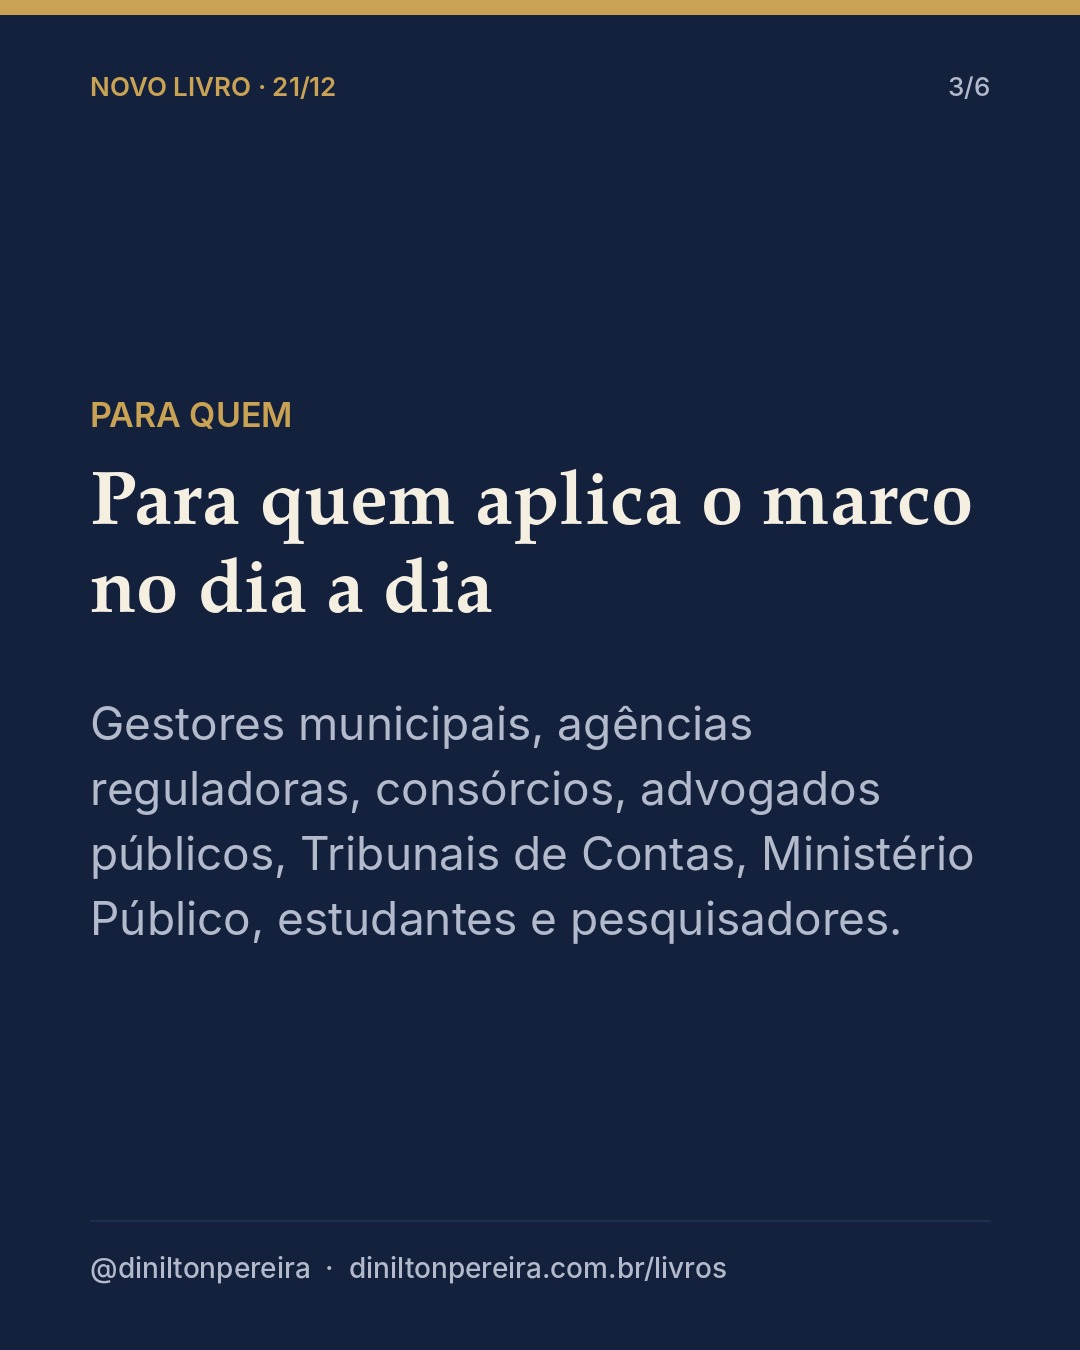 NOVO LIVRO · 21/12
3/6
PARA QUEM
Para quem aplica o marco
no dia a dia
Gestores municipais, agências
reguladoras, consórcios, advogados
públicos, Tribunais de Contas, Ministério
Público, estudantes e pesquisadores.
@diniltonpereira · diniltonpereira.com.br/livros